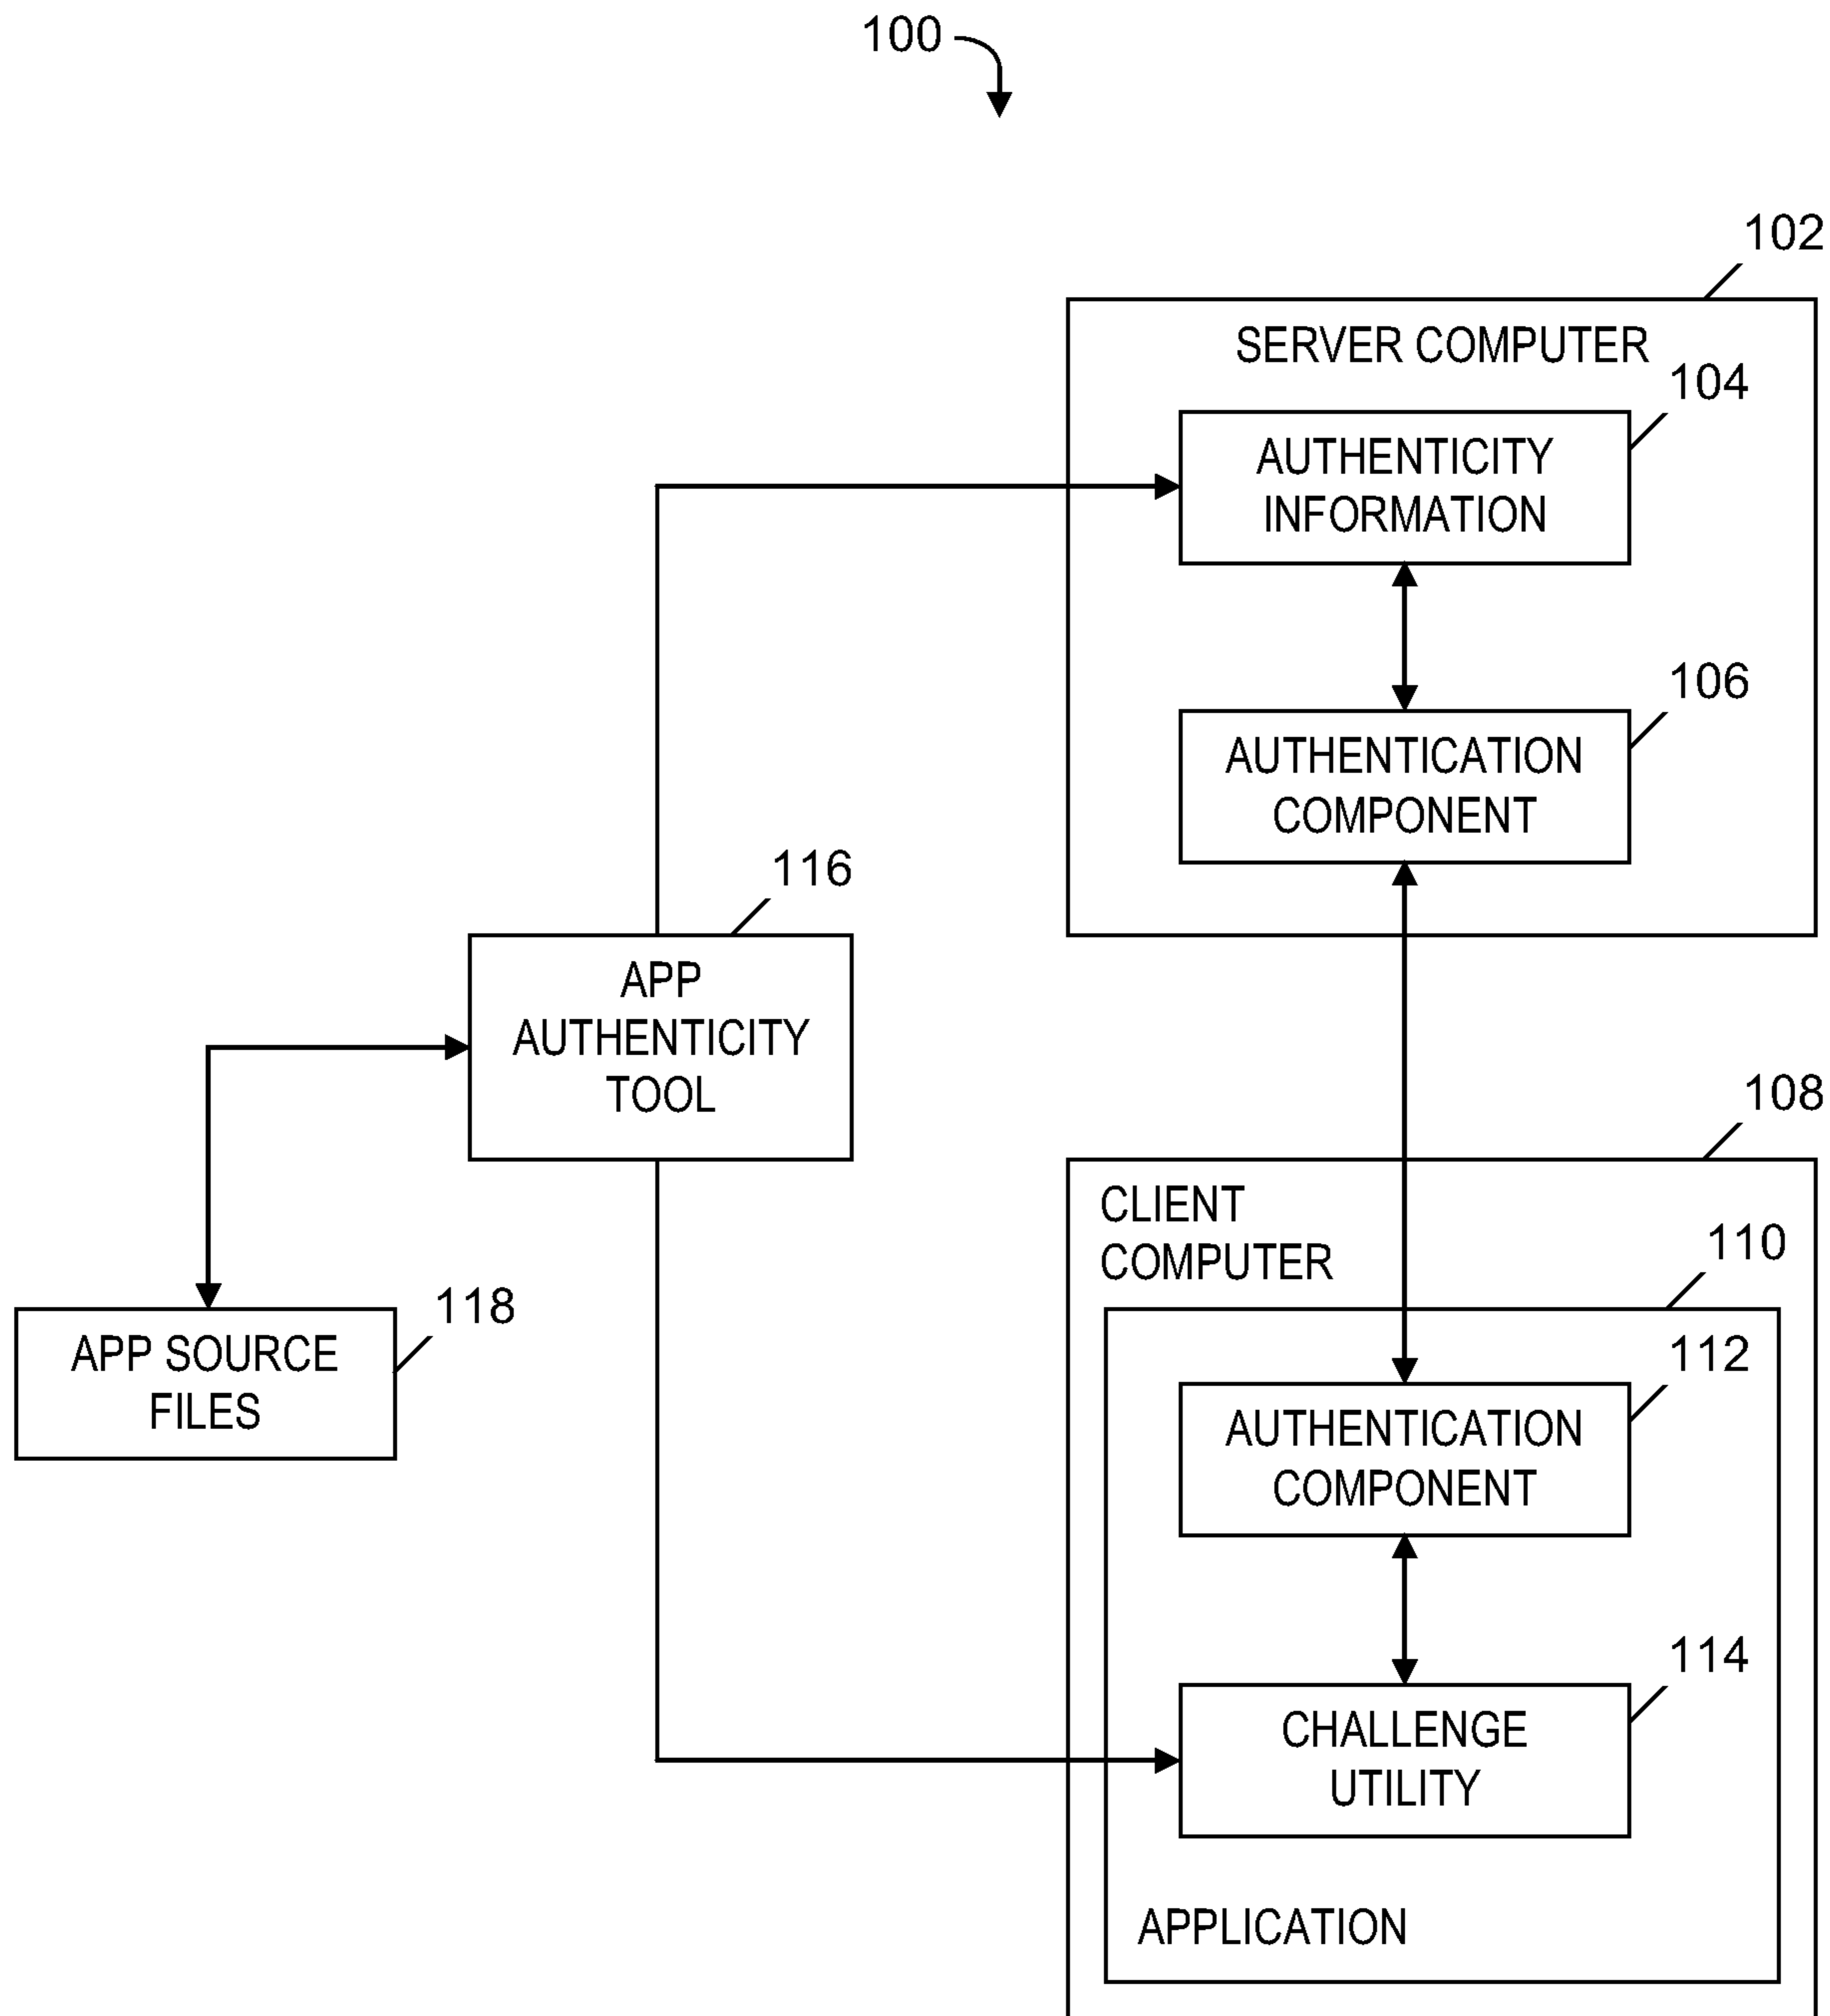 100
102
SERVER COMPUTER
104
AUTHENTICITY
INFORMATION
106
AUTHENTICATION
COMPONENT
116
APP
AUTHENTICITY
TOOL
108
CLIENT
COMPUTER
110
118
APP SOURCE
FILES
112
AUTHENTICATION
COMPONENT
114
CHALLENGE
UTILITY
APPLICATION